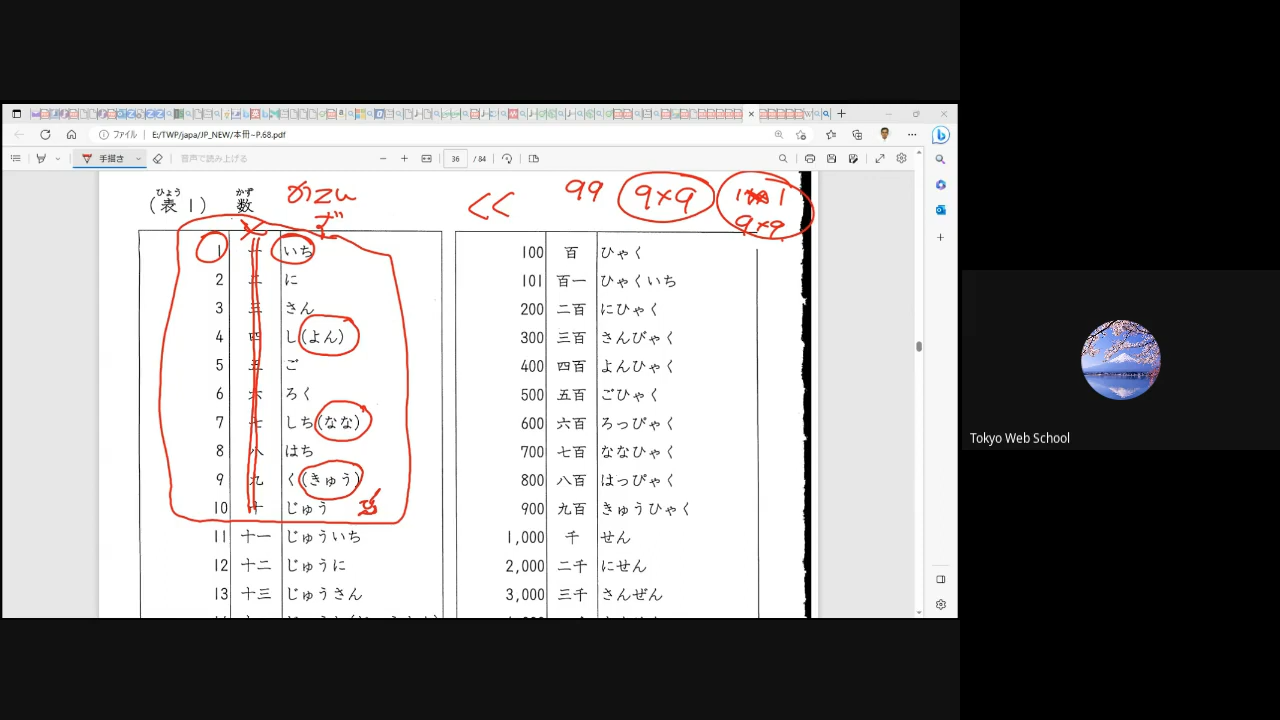 ファイル E:/TWP/japa/JP_NEW/本冊~P.68.pdf
手描き 音声で読み上げる 36 / 84
ひょう かず
(表1) 数
<< 99 9×9 9×9
1 一 いち
2 二 に
3 三 さん
4 四 し(よん)
5 五 ご
6 六 ろく
7 七 しち(なな)
8 八 はち
9 九 く(きゅう)
10 十 じゅう
11 十一 じゅういち
12 十二 じゅうに
13 十三 じゅうさん
100 百 ひゃく
101 百一 ひゃくいち
200 二百 にひゃく
300 三百 さんびゃく
400 四百 よんひゃく
500 五百 ごひゃく
600 六百 ろっぴゃく
700 七百 ななひゃく
800 八百 はっぴゃく
900 九百 きゅうひゃく
1,000 千 せん
2,000 二千 にせん
3,000 三千 さんぜん
Tokyo Web School